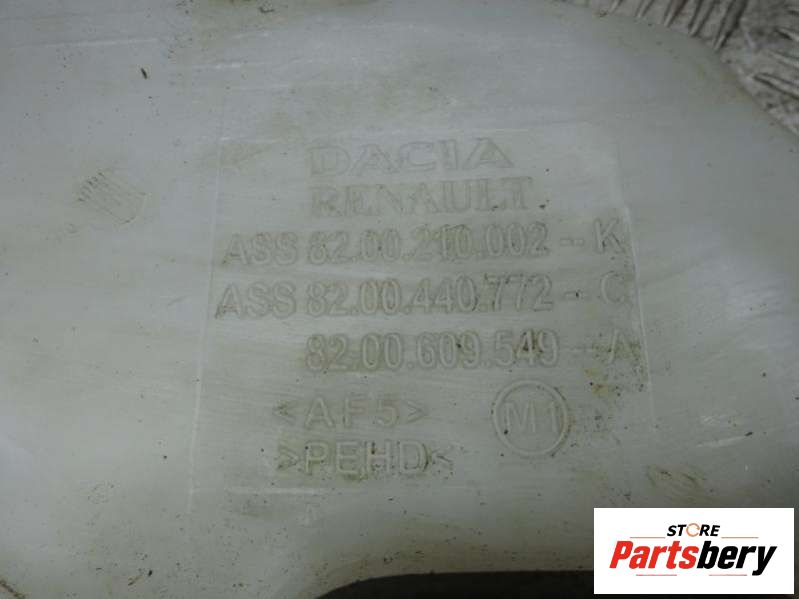 DACIA
RENAULT
ASS 82.00.210.002 - K
ASS 82.00.440.772 - C
82.00.609.549 - A
<AF5> M1
>PEHD<
STORE
Partsbery